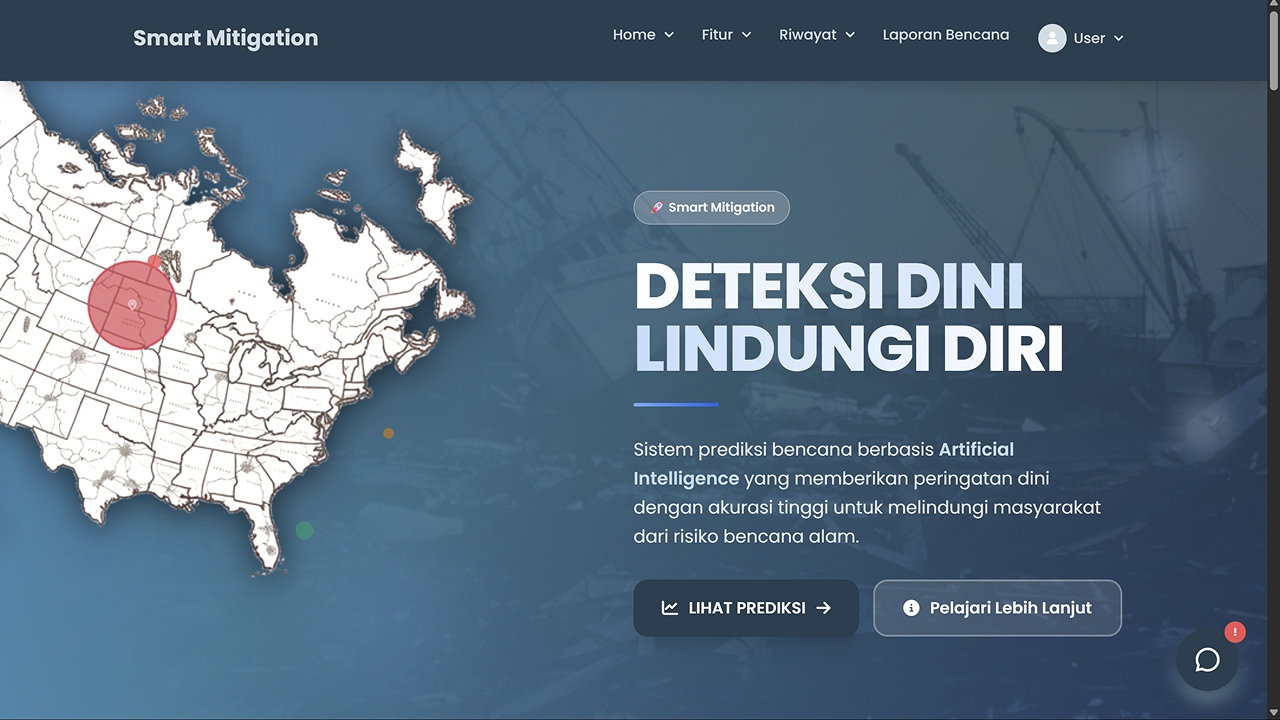 Smart Mitigation
Home
Fitur
Riwayat
Laporan Bencana
User
Smart Mitigation
DETEKSI DINI
LINDUNGI DIRI
Sistem prediksi bencana berbasis Artificial
Intelligence yang memberikan peringatan dini
dengan akurasi tinggi untuk melindungi masyarakat
dari risiko bencana alam.
LIHAT PREDIKSI
Pelajari Lebih Lanjut
!